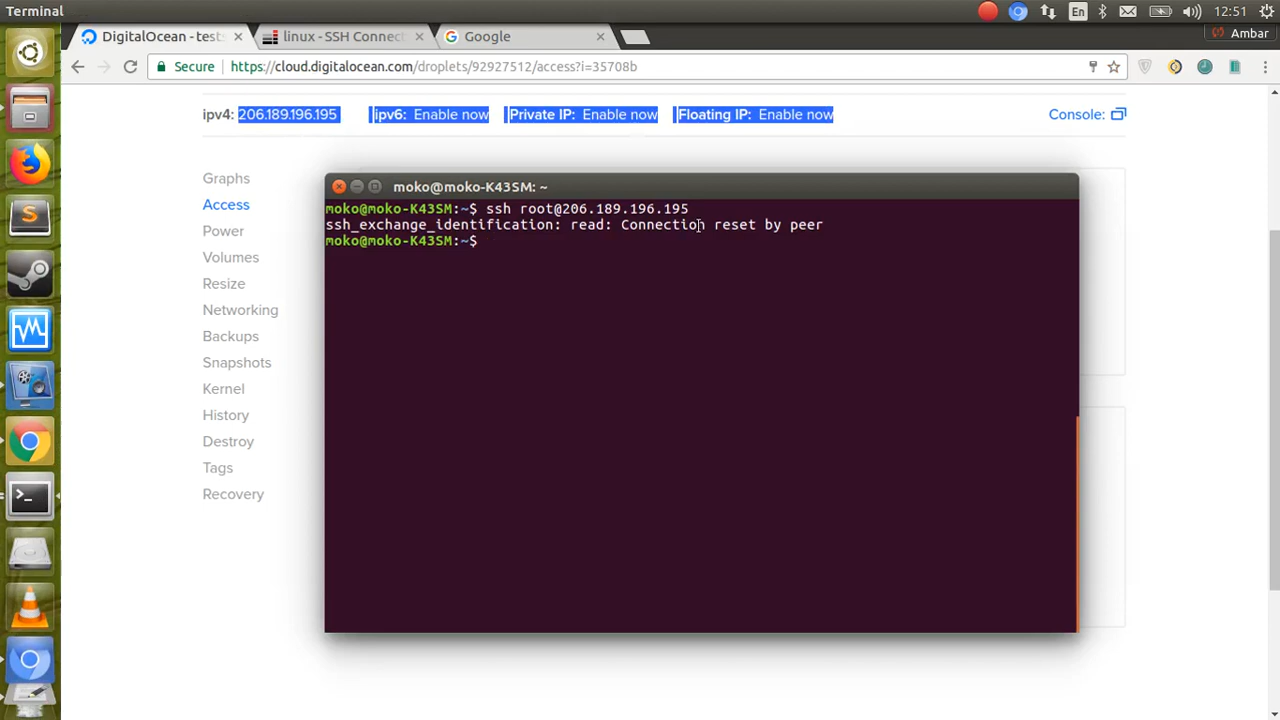 Terminal
En
12:51
DigitalOcean - test
linux - SSH Connect
Google
Ambar
Secure
https://cloud.digitalocean.com/droplets/92927512/access?i=35708b
ipv4: 206.189.196.195 ipv6: Enable now Private IP: Enable now Floating IP: Enable now Console:
Graphs
Access
Power
Volumes
Resize
Networking
Backups
Snapshots
Kernel
History
Destroy
Tags
Recovery
moko@moko-K43SM: ~
moko@moko-K43SM:~$ ssh root@206.189.196.195
ssh_exchange_identification: read: Connection reset by peer
moko@moko-K43SM:~$